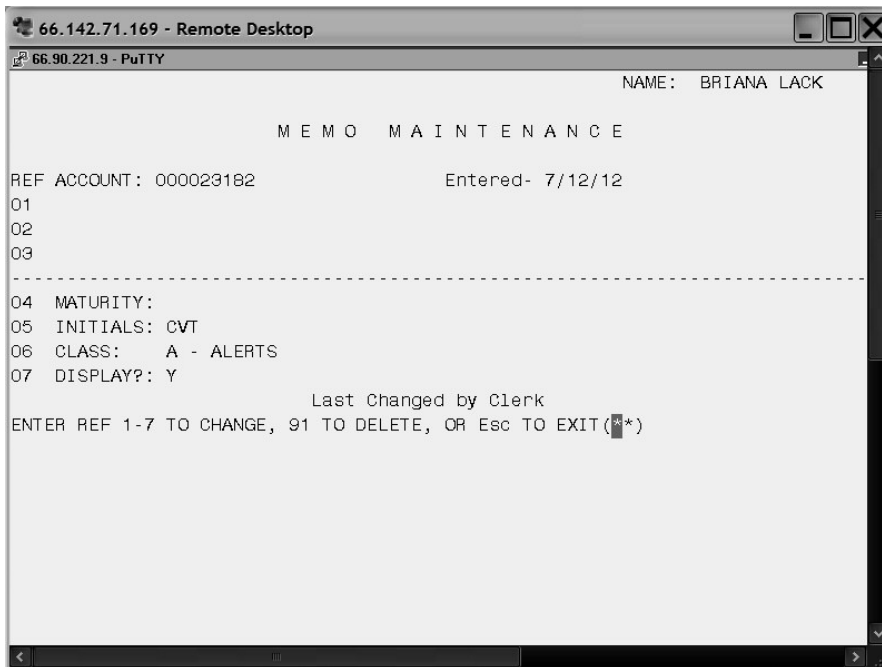 66.142.71.169 - Remote Desktop
66.90.221.9 - PuTTY
NAME: BRIANA LACK
M E M O M A I N T E N A N C E
REF ACCOUNT: 000023182 Entered- 7/12/12
01
02
03
04 MATURITY:
05 INITIALS: CVT
06 CLASS: A - ALERTS
07 DISPLAY?: Y
Last Changed by Clerk
ENTER REF 1-7 TO CHANGE, 91 TO DELETE, OR Esc TO EXIT(**)